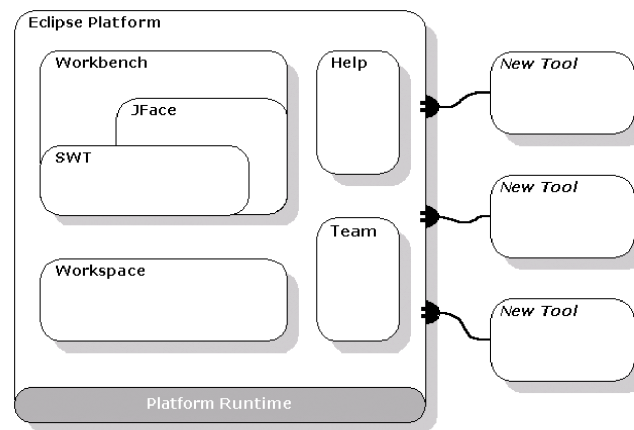 Eclipse Platform
Workbench
JFace
SWT
Workspace
Help
Team
Platform Runtime
New Tool
New Tool
New Tool